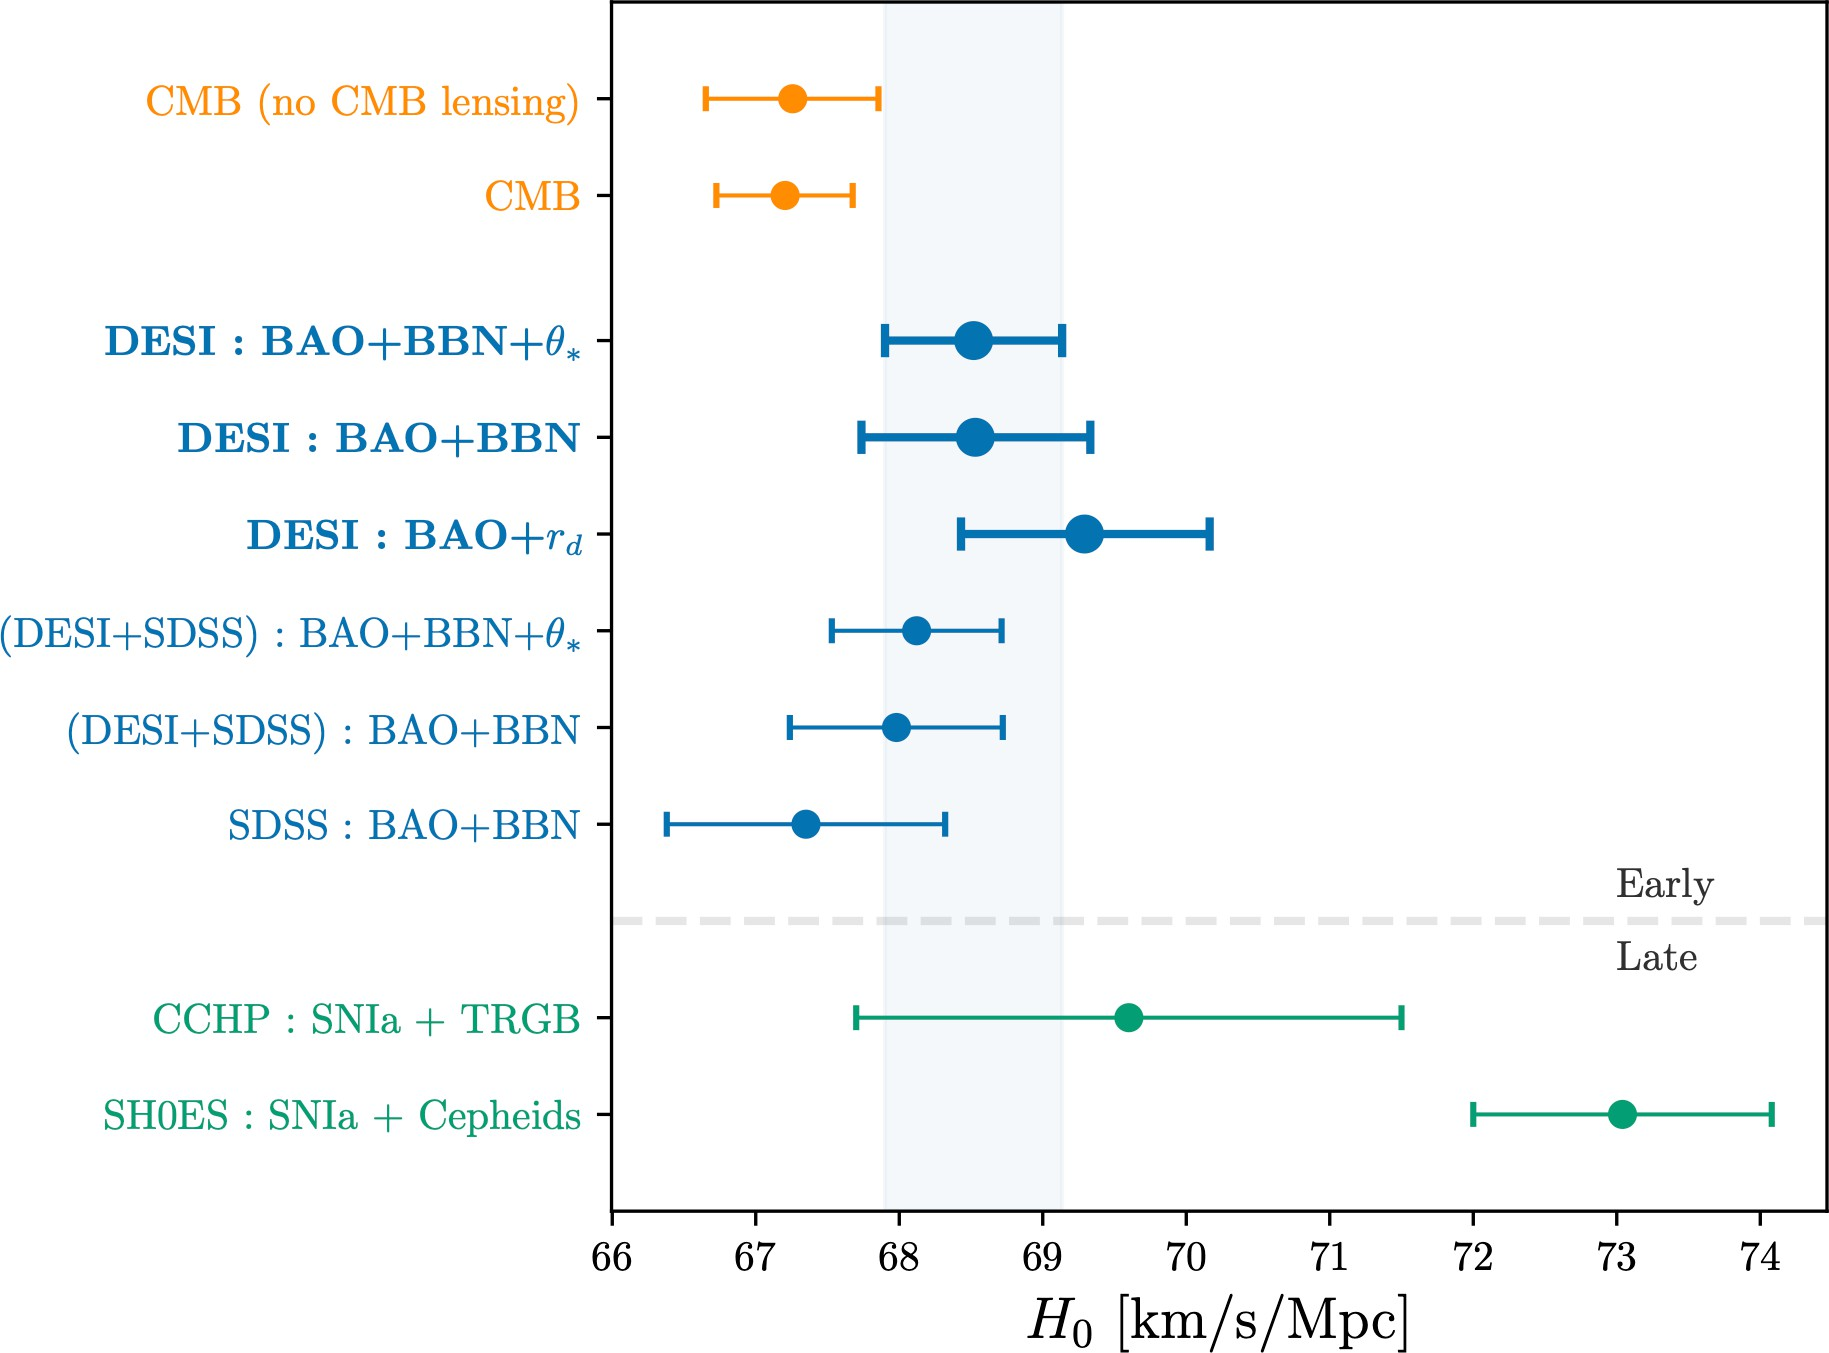 CMB (no CMB lensing)
CMB
DESI : BAO+BBN+θ∗
DESI : BAO+BBN
DESI : BAO+r_d
(DESI+SDSS) : BAO+BBN+θ∗
(DESI+SDSS) : BAO+BBN
SDSS : BAO+BBN
Early
Late
CCHP : SNIa + TRGB
SH0ES : SNIa + Cepheids
66 67 68 69 70 71 72 73 74
H₀ [km/s/Mpc]